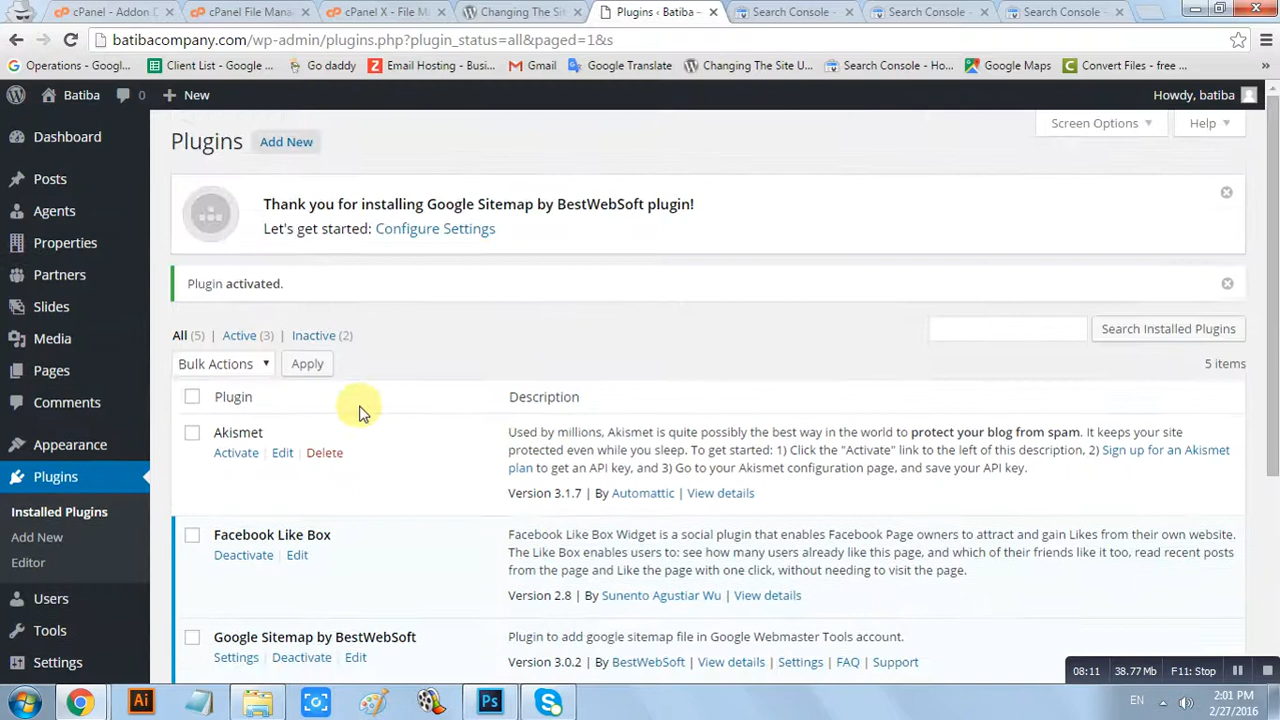 cPanel - Addon D
cPanel File Mana
cPanel X - File M
Changing The Sit
Plugins ‹ Batiba —
Search Console -
Search Console -
Search Console -
batibacompany.com/wp-admin/plugins.php?plugin_status=all&paged=1&s
Operations - Googl...
Client List - Google ...
Go daddy
Email Hosting - Busi...
Gmail
Google Translate
Changing The Site U...
Search Console - Ho...
Google Maps
Convert Files - free ...
»
Batiba
0
+ New
Howdy, batiba
Dashboard
Posts
Agents
Properties
Partners
Slides
Media
Pages
Comments
Appearance
Plugins
Installed Plugins
Add New
Editor
Users
Tools
Settings
Screen Options
Help
Plugins Add New
Thank you for installing Google Sitemap by BestWebSoft plugin!
Let's get started: Configure Settings
Plugin activated.
All (5) | Active (3) | Inactive (2)
Search Installed Plugins
Bulk Actions
Apply
5 items
Plugin
Description
Akismet
Activate | Edit | Delete
Used by millions, Akismet is quite possibly the best way in the world to protect your blog from spam. It keeps your site
protected even while you sleep. To get started: 1) Click the "Activate" link to the left of this description, 2) Sign up for an Akismet
plan to get an API key, and 3) Go to your Akismet configuration page, and save your API key.
Version 3.1.7 | By Automattic | View details
Facebook Like Box
Deactivate | Edit
Facebook Like Box Widget is a social plugin that enables Facebook Page owners to attract and gain Likes from their own website.
The Like Box enables users to: see how many users already like this page, and which of their friends like it too, read recent posts
from the page and Like the page with one click, without needing to visit the page.
Version 2.8 | By Sunento Agustiar Wu | View details
Google Sitemap by BestWebSoft
Settings | Deactivate | Edit
Plugin to add google sitemap file in Google Webmaster Tools account.
Version 3.0.2 | By BestWebSoft | View details | Settings | FAQ | Support
08:11
38.77 Mb
F11: Stop
Ai
Ps
EN
2:01 PM
2/27/2016